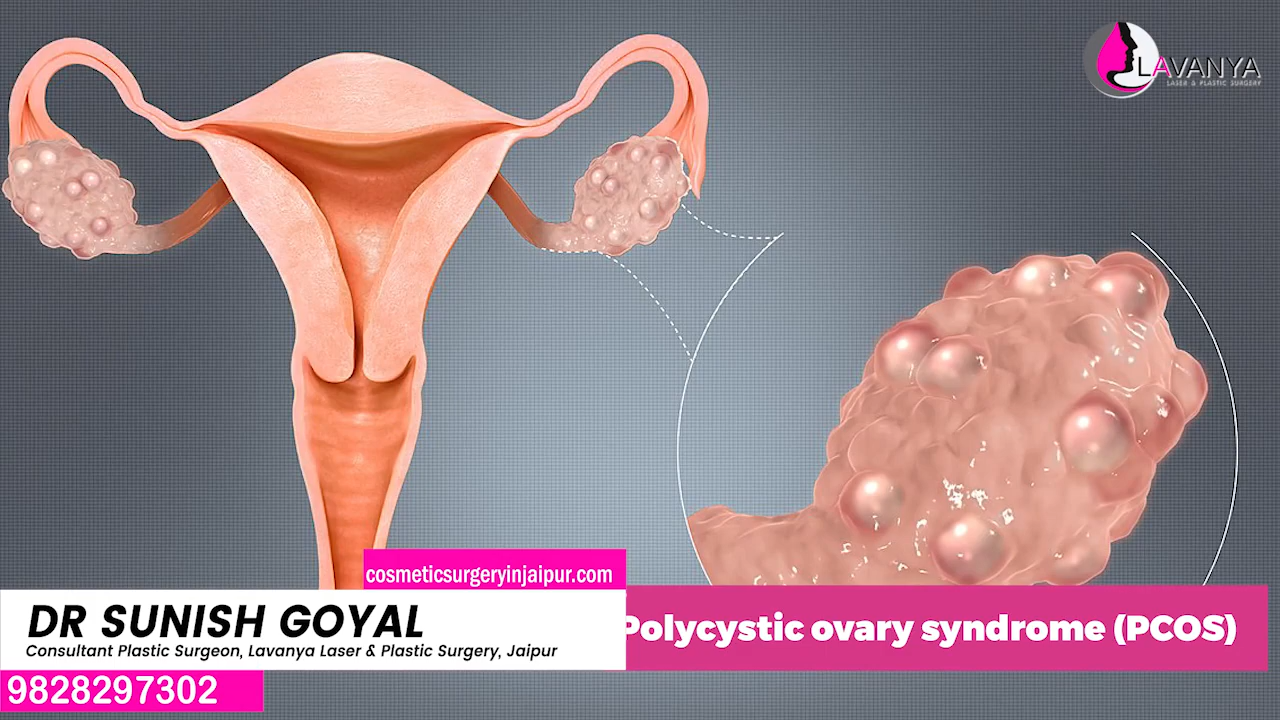 LAVANYA
LASER & PLASTIC SURGERY
cosmeticsurgeryinjaipur.com
DR SUNISH GOYAL
Consultant Plastic Surgeon, Lavanya Laser & Plastic Surgery, Jaipur
Polycystic ovary syndrome (PCOS)
9828297302